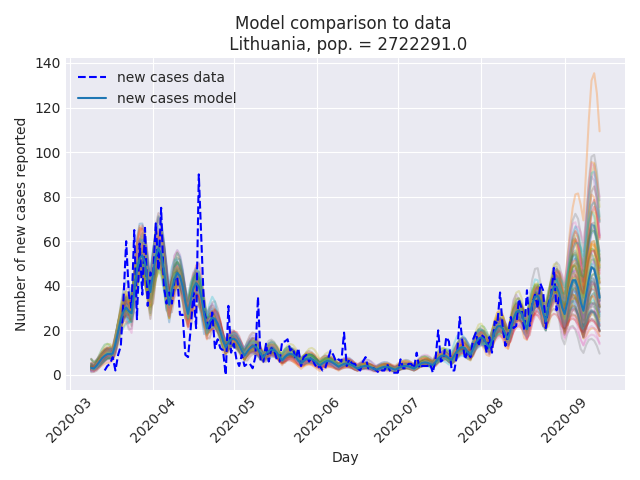 Model comparison to data
Lithuania, pop. = 2722291.0
new cases data
new cases model
Number of new cases reported
140
120
100
80
60
40
20
0
2020-03
2020-04
2020-05
2020-06
2020-07
2020-08
2020-09
Day